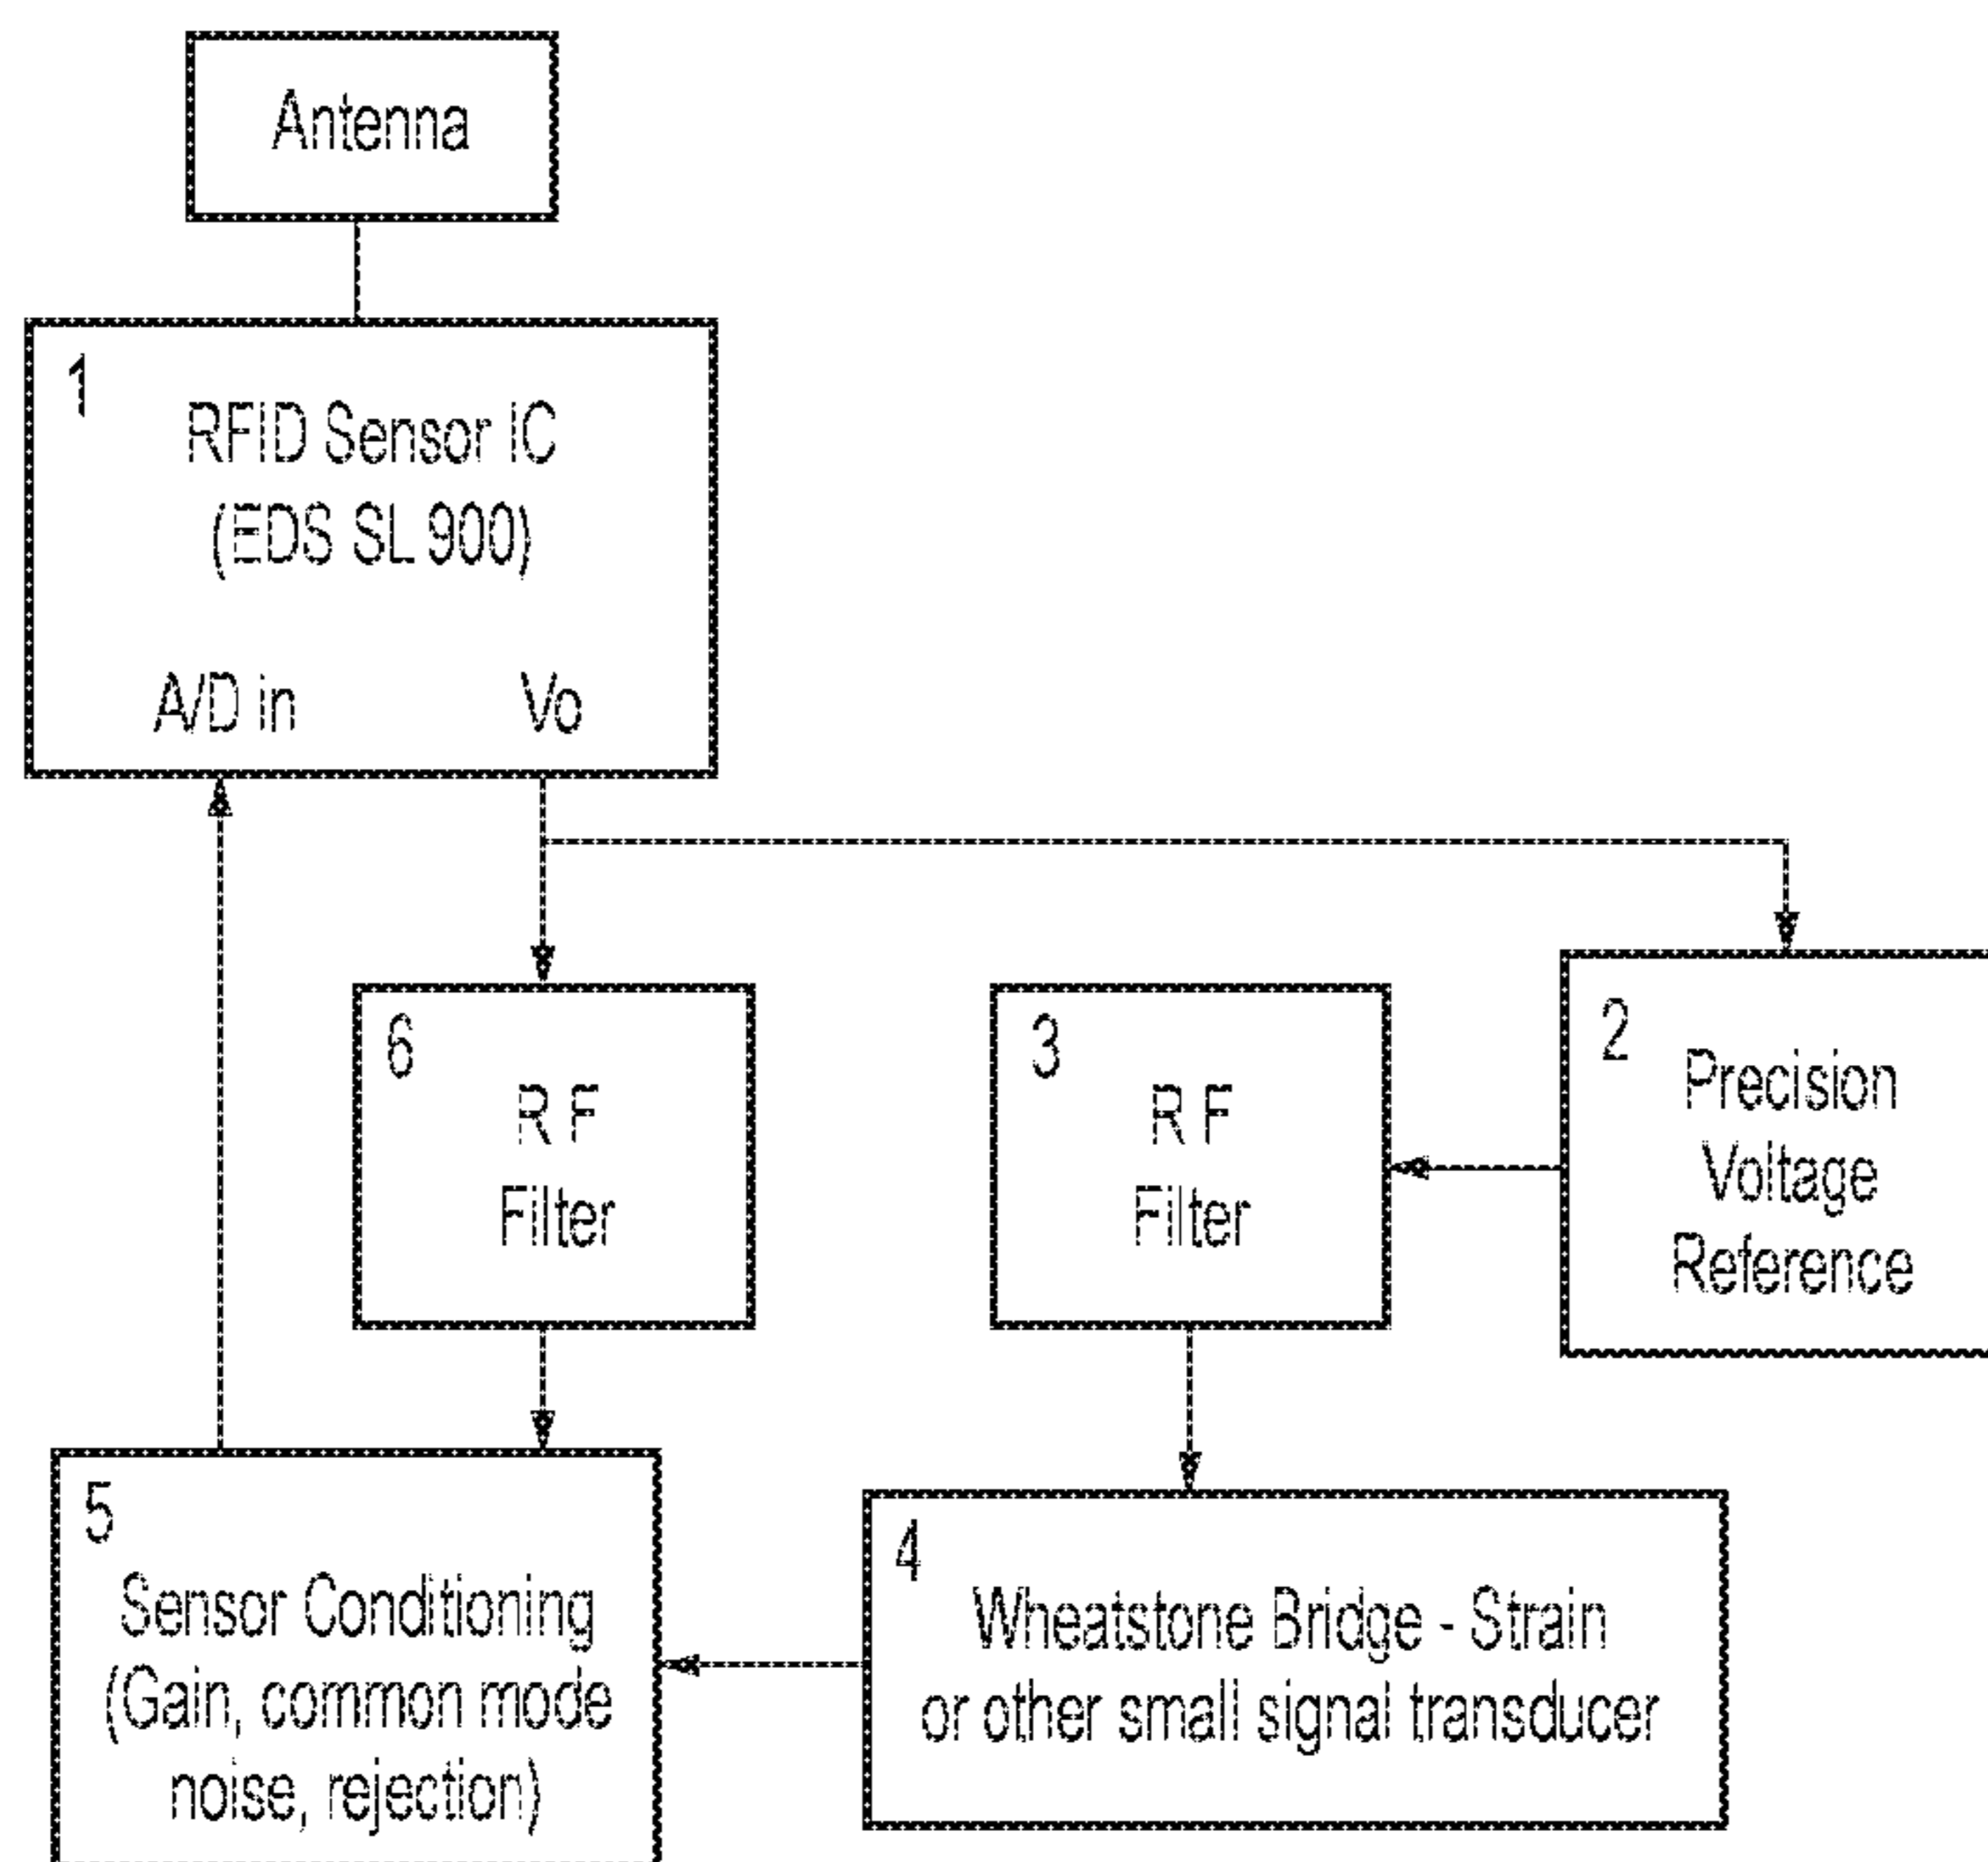 Antenna
1
RFID Sensor IC
(EDS SL 900)
A/D in Vo
6
R F
Filter
3
R F
Filter
2
Precision
Voltage
Reference
5
Sensor Conditioning
(Gain, common mode
noise, rejection)
4
Wheatstone Bridge - Strain
or other small signal transducer